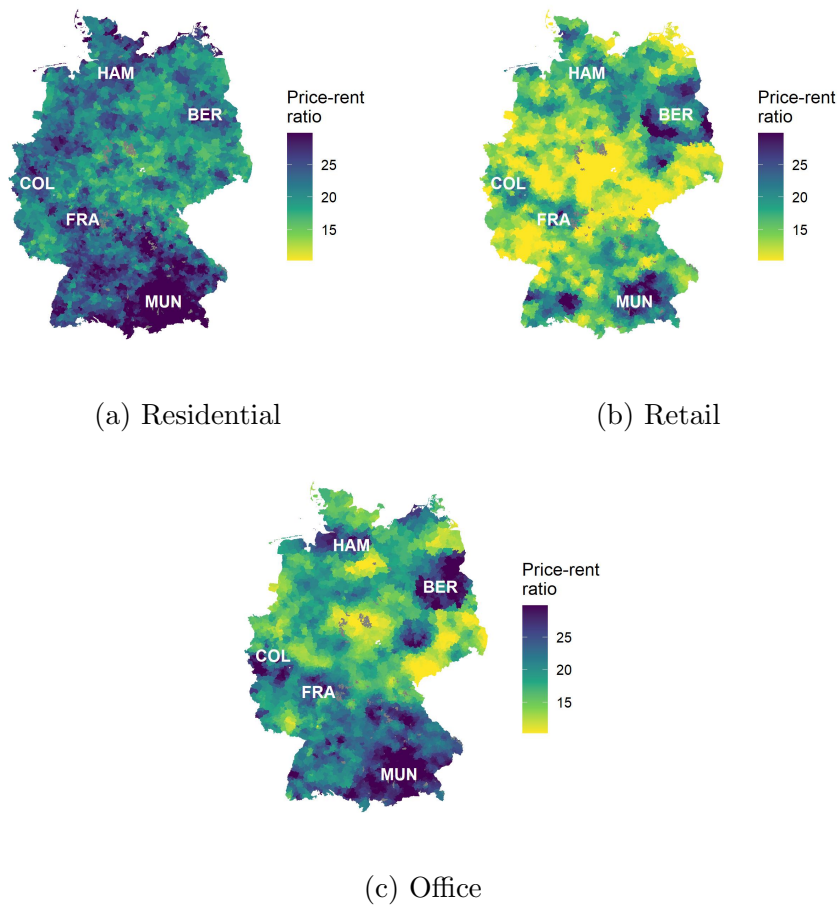 HAM
BER
COL
FRA
MUN
Price-rent
ratio
25
20
15
(a) Residential
HAM
BER
COL
FRA
MUN
Price-rent
ratio
25
20
15
(b) Retail
HAM
BER
COL
FRA
MUN
Price-rent
ratio
25
20
15
(c) Office